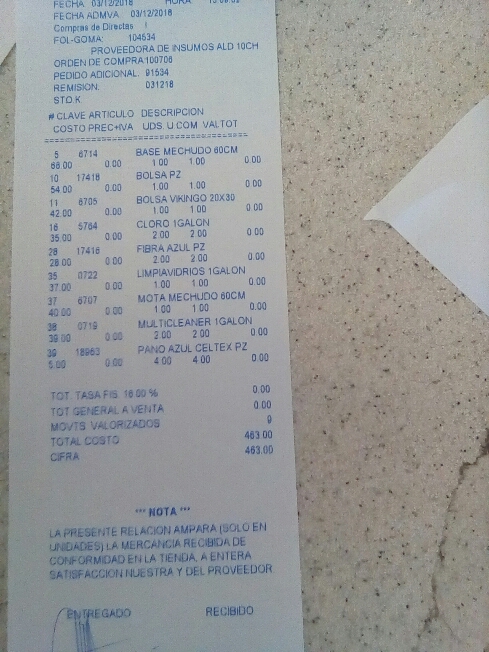 FECHA 03/12/2018 HORA
FECHA ADMVA. 03/12/2018
Compras de Directas I
FOL-GOMA: 104534
PROVEEDORA DE INSUMOS ALD 10CH
ORDEN DE COMPRA100706
PEDIDO ADICIONAL. 91534
REMISION: 031218
STO.K
# CLAVE ARTICULO DESCRIPCION
COSTO PREC+IVA UDS. U COM VALTOT
5 6714 BASE MECHUDO 60CM
68.00 0.00 1.00 1.00 0.00
10 17418 BOLSA PZ
54.00 0.00 1.00 1.00 0.00
11 6705 BOLSA VIKINGO 20X30
42.00 0.00 1.00 1.00 0.00
16 5764 CLORO 1GALON
35.00 0.00 2.00 2.00 0.00
28 17416 FIBRA AZUL PZ
28.00 0.00 2.00 2.00 0.00
35 0722 LIMPIAVIDRIOS 1GALON
37.00 0.00 1.00 1.00 0.00
37 6707 MOTA MECHUDO 60CM
40.00 0.00 1.00 1.00 0.00
38 0719 MULTICLEANER 1GALON
39.00 0.00 2.00 2.00 0.00
39 18963 PANO AZUL CELTEX PZ
5.00 0.00 4.00 4.00 0.00
TOT. TASA FIS. 16.00 % 0.00
TOT GENERAL A VENTA 0.00
MOVTS VALORIZADOS 9
TOTAL COSTO 463.00
CIFRA 463.00
*** NOTA ***
LA PRESENTE RELACION AMPARA (SOLO EN
UNIDADES) LA MERCANCIA RECIBIDA DE
CONFORMIDAD EN LA TIENDA, A ENTERA
SATISFACCION NUESTRA Y DEL PROVEEDOR
ENTREGADO RECIBIDO